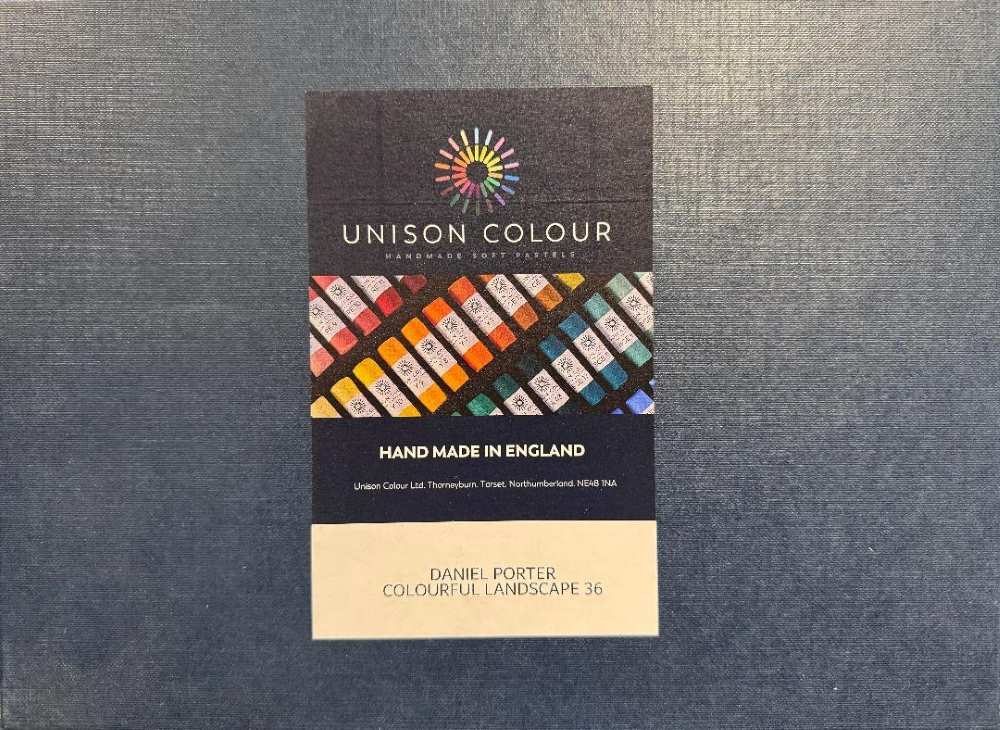 UNISON COLOUR
HANDMADE SOFT PASTELS
HAND MADE IN ENGLAND
Unison Colour Ltd. Thorneyburn. Tarset. Northumberland. NE48 1NA
DANIEL PORTER
COLOURFUL LANDSCAPE 36